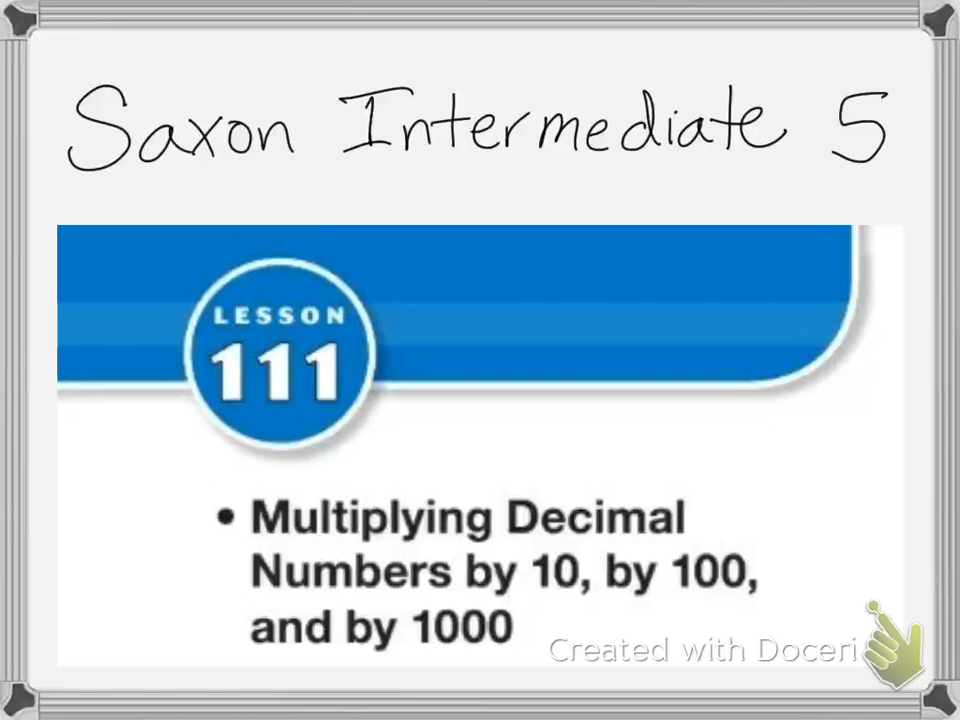 Saxon Intermediate 5
LESSON
111
• Multiplying Decimal
Numbers by 10, by 100,
and by 1000
Created with Doceri